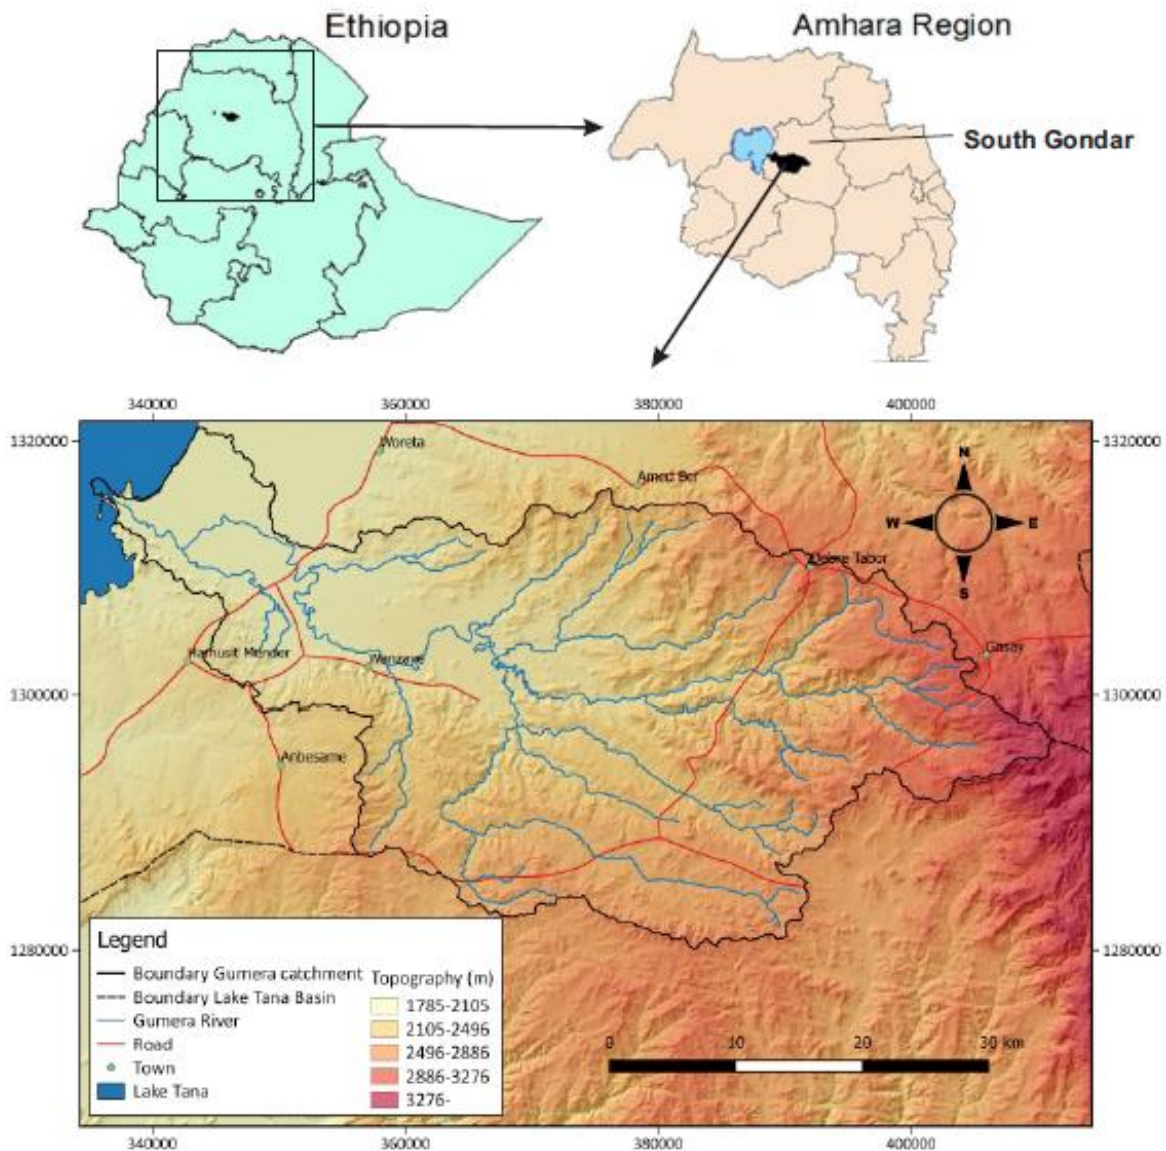 Ethiopia
Amhara Region
South Gondar
340000
360000
380000
400000
1320000
1320000
Woreta
Amed Ber
N
W
E
S
Debre Tabor
Hamusit Mender
Wanzaye
Gasay
1300000
1300000
Anbesame
Legend
Boundary Gumera catchment
Boundary Lake Tana Basin
Gumera River
Road
Town
Lake Tana
Topography (m)
1785-2105
2105-2496
2496-2886
2886-3276
3276-
0
10
20
30 km
1280000
1280000
340000
360000
380000
400000